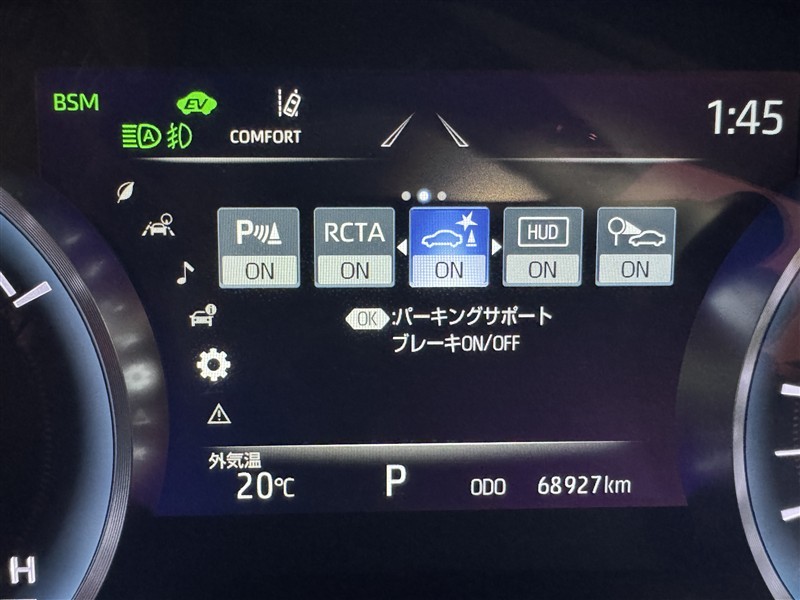 BSM
EV
A
COMFORT
1:45
P
RCTA
HUD
ON
ON
ON
ON
ON
OK:パーキングサポート
ブレーキON/OFF
外気温
20℃
P
ODO
68927km
H